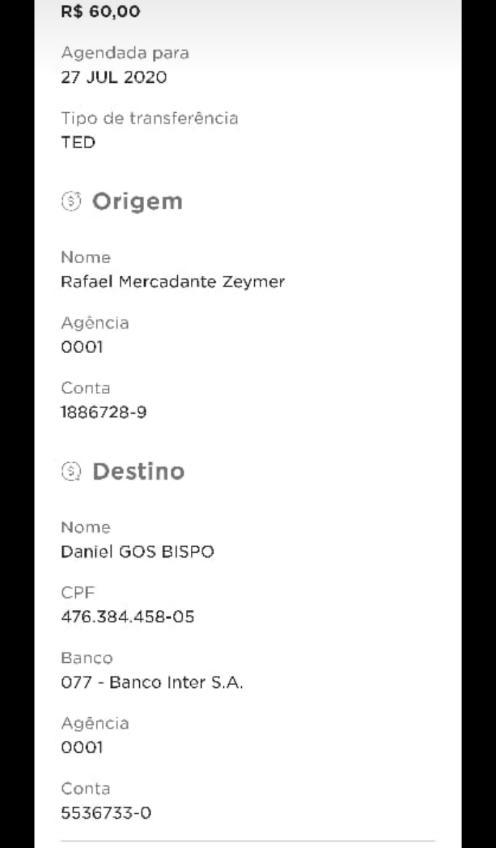 R$ 60,00
Agendada para
27 JUL 2020
Tipo de transferência
TED
Origem
Nome
Rafael Mercadante Zeymer
Agência
0001
Conta
1886728-9
Destino
Nome
Daniel GOS BISPO
CPF
476.384.458-05
Banco
077 - Banco Inter S.A.
Agência
0001
Conta
5536733-0